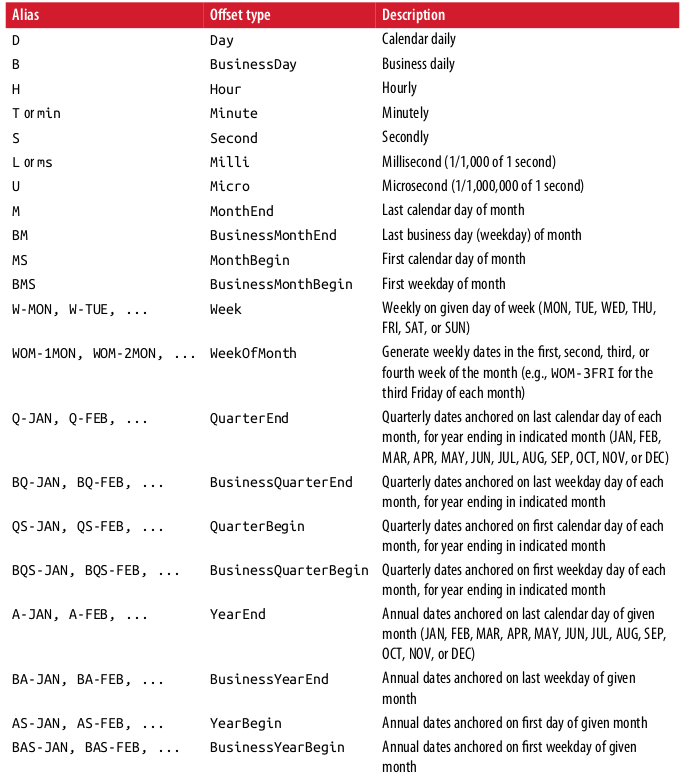 Alias Offset type Description
D Day Calendar daily
B BusinessDay Business daily
H Hour Hourly
T or min Minute Minutely
S Second Secondly
L or ms Milli Millisecond (1/1,000 of 1 second)
U Micro Microsecond (1/1,000,000 of 1 second)
M MonthEnd Last calendar day of month
BM BusinessMonthEnd Last business day (weekday) of month
MS MonthBegin First calendar day of month
BMS BusinessMonthBegin First weekday of month
W-MON, W-TUE, ... Week Weekly on given day of week (MON, TUE, WED, THU,
FRI, SAT, or SUN)
WOM-1MON, WOM-2MON, ... WeekOfMonth Generate weekly dates in the first, second, third, or
fourth week of the month (e.g., WOM-3FRI for the
third Friday of each month)
Q-JAN, Q-FEB, ... QuarterEnd Quarterly dates anchored on last calendar day of each
month, for year ending in indicated month (JAN, FEB,
MAR, APR, MAY, JUN, JUL, AUG, SEP, OCT, NOV, or DEC)
BQ-JAN, BQ-FEB, ... BusinessQuarterEnd Quarterly dates anchored on last weekday day of each
month, for year ending in indicated month
QS-JAN, QS-FEB, ... QuarterBegin Quarterly dates anchored on first calendar day of each
month, for year ending in indicated month
BQS-JAN, BQS-FEB, ... BusinessQuarterBegin Quarterly dates anchored on first weekday day of each
month, for year ending in indicated month
A-JAN, A-FEB, ... YearEnd Annual dates anchored on last calendar day of given
month (JAN, FEB, MAR, APR, MAY, JUN, JUL, AUG, SEP,
OCT, NOV, or DEC)
BA-JAN, BA-FEB, ... BusinessYearEnd Annual dates anchored on last weekday of given
month
AS-JAN, AS-FEB, ... YearBegin Annual dates anchored on first day of given month
BAS-JAN, BAS-FEB, ... BusinessYearBegin Annual dates anchored on first weekday of given
month